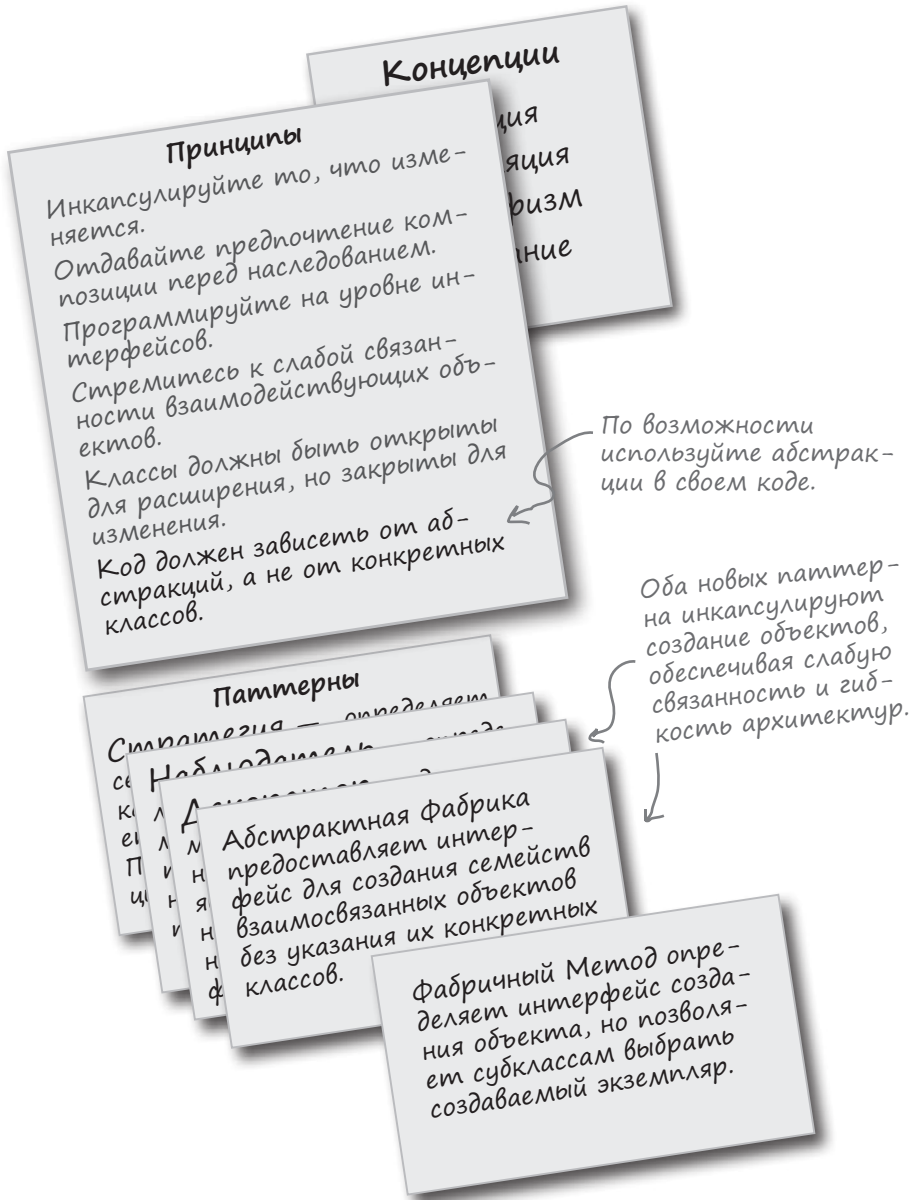 Концепции
Принципы
Инкапсулируйте то, что изме-
няется.
Отдавайте предпочтение ком-
позиции перед наследованием.
Программируйте на уровне ин-
терфейсов.
Стремитесь к слабой связан-
ности взаимодействующих объ-
ектов.
Классы должны быть открыты
для расширения, но закрыты для
изменения.
Код должен зависеть от аб-
стракций, а не от конкретных
классов.
По возможности
используйте абстрак-
ции в своем коде.
Оба новых паттер-
на инкапсулируют
создание объектов,
обеспечивая слабую
связанность и гиб-
кость архитектур.
Паттерны
Стратегия — определяет
Наблюдатель
Декоратор
Абстрактная Фабрика
предоставляет интер-
фейс для создания семейств
взаимосвязанных объектов
без указания их конкретных
классов.
Фабричный Метод опре-
деляет интерфейс созда-
ния объекта, но позволя-
ет субклассам выбрать
создаваемый экземпляр.